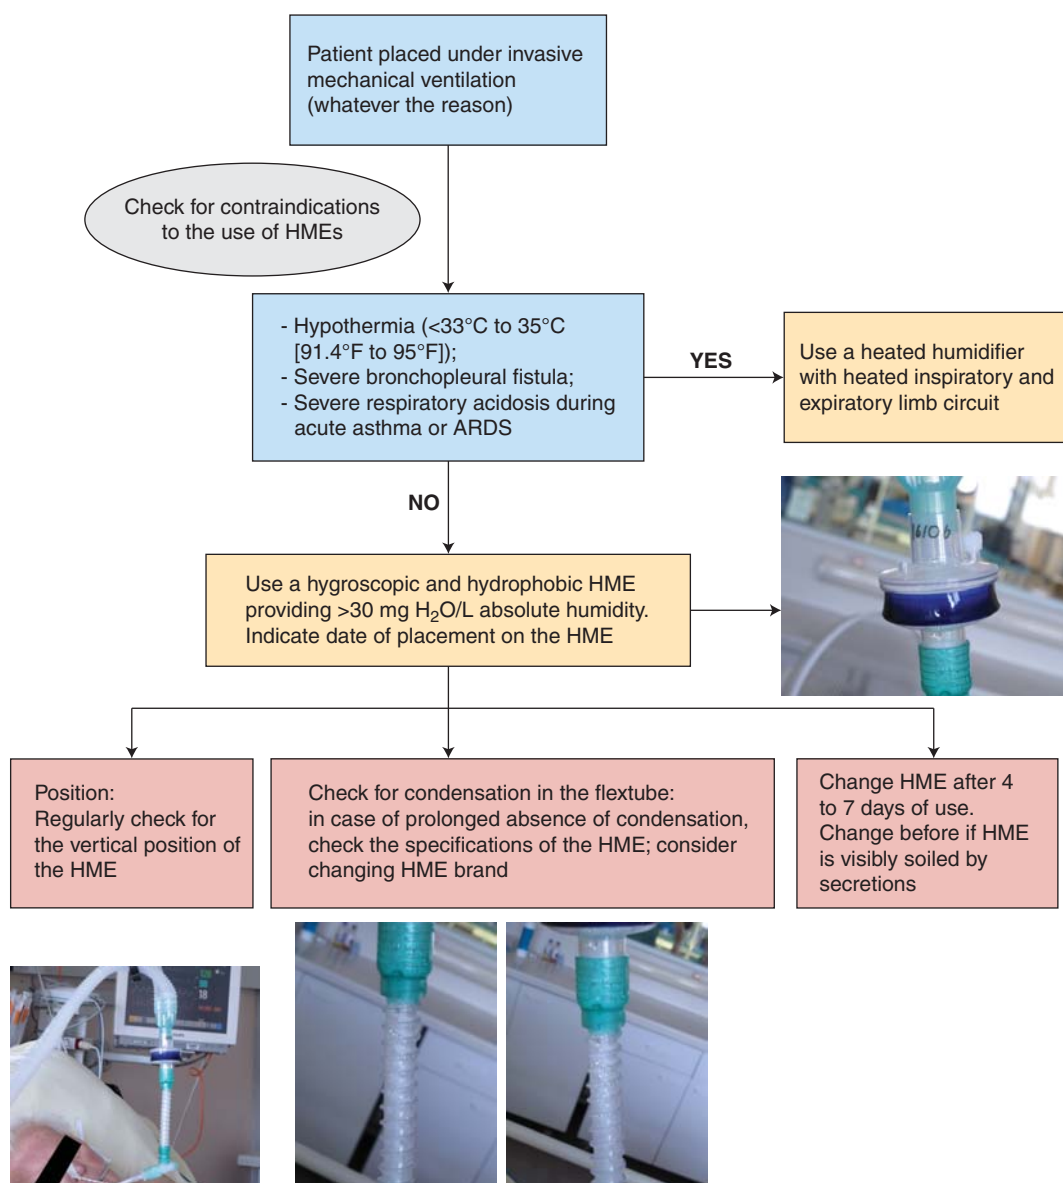 Patient placed under invasive
mechanical ventilation
(whatever the reason)
Check for contraindications
to the use of HMEs
- Hypothermia (<33°C to 35°C
[91.4°F to 95°F]);
- Severe bronchopleural fistula;
- Severe respiratory acidosis during
acute asthma or ARDS
YES
Use a heated humidifier
with heated inspiratory and
expiratory limb circuit
NO
Use a hygroscopic and hydrophobic HME
providing >30 mg H₂O/L absolute humidity.
Indicate date of placement on the HME
Position:
Regularly check for
the vertical position of
the HME
Check for condensation in the flextube:
in case of prolonged absence of condensation,
check the specifications of the HME; consider
changing HME brand
Change HME after 4
to 7 days of use.
Change before if HME
is visibly soiled by
secretions
18